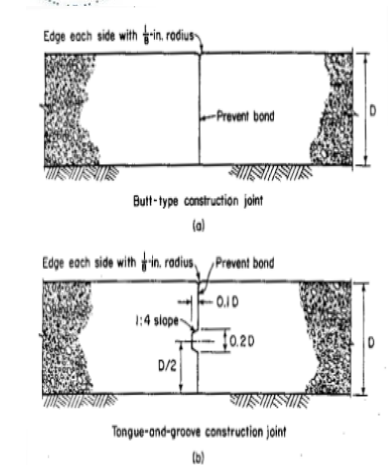 Edge each side with 1/8-in. radius
Prevent bond
D
Butt-type construction joint
(a)
Edge each side with 1/8-in. radius
Prevent bond
0.1D
1:4 slope
0.2D
D
D/2
Tongue-and-groove construction joint
(b)